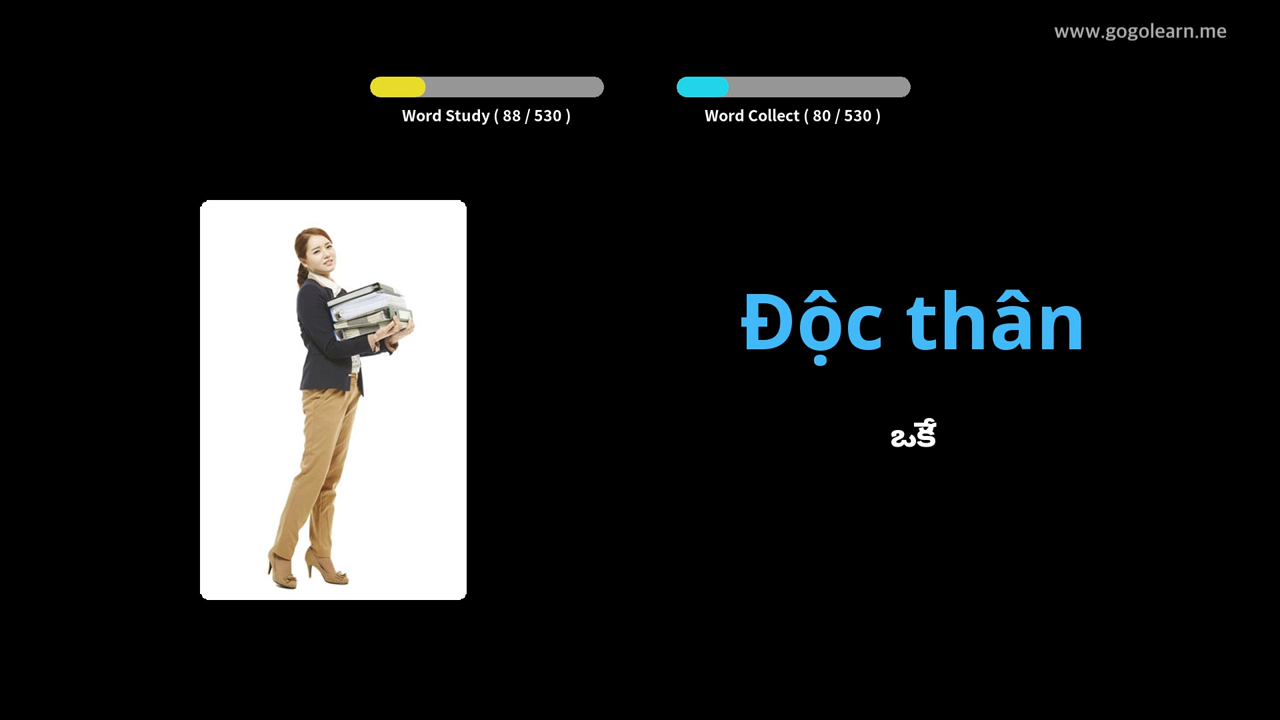 www.gogolearn.me
Word Study ( 88 / 530 )
Word Collect ( 80 / 530 )
Độc thân
ఒకే